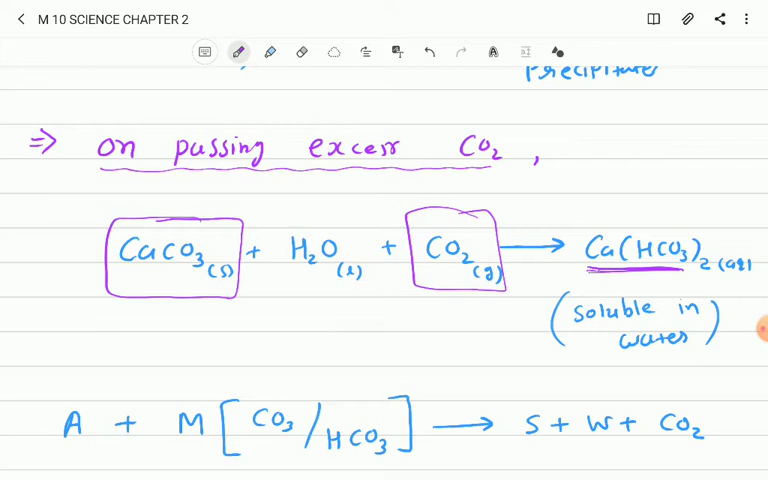 M 10 SCIENCE CHAPTER 2
Precipitate
=> on passing excess CO₂,
CaCO₃(s) + H₂O(l) + CO₂(g) → Ca(HCO₃)₂(aq)
(soluble in
water)
A + M[CO₃/HCO₃] → S + W + CO₂